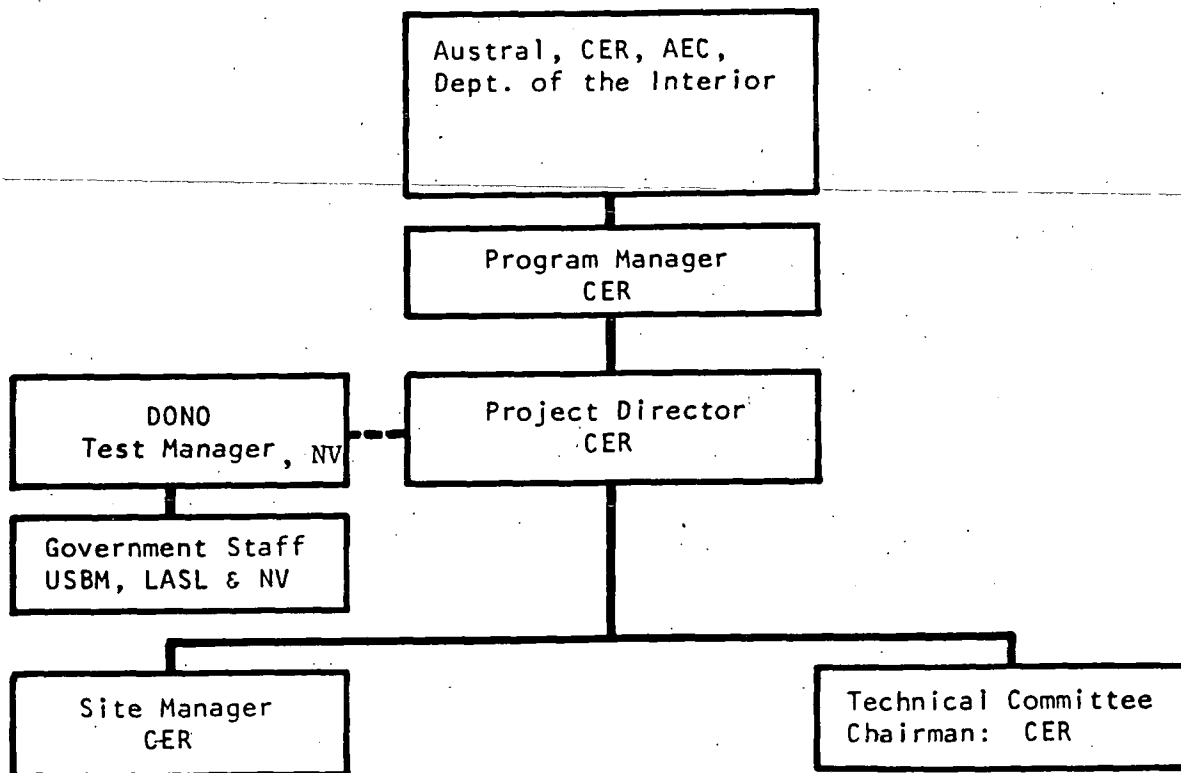 Austral, CER, AEC,
Dept. of the Interior
Program Manager
CER
DONO
Test Manager, NV
Project Director
CER
Government Staff
USBM, LASL & NV
Site Manager
CER
Technical Committee
Chairman: CER